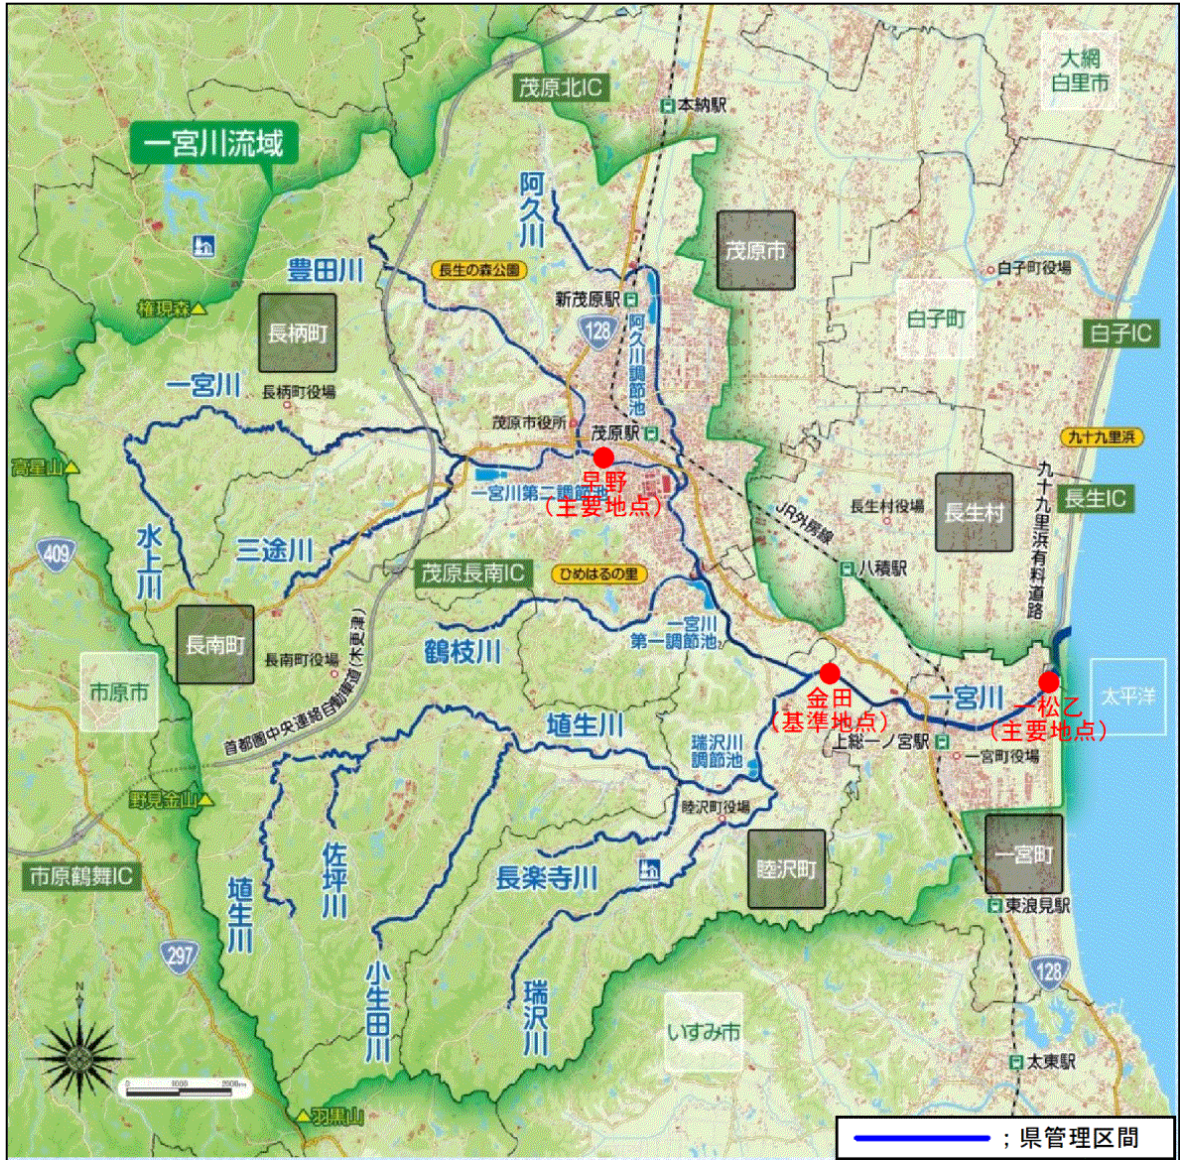 大網
白里市
茂原北IC
本納駅
一宮川流域
阿久川
茂原市
豊田川
長生の森公園
白子町役場
新茂原駅
権現森
長柄町
128
阿久川調節池
白子町
白子IC
一宮川
長柄町役場
茂原市役所
茂原駅
九十九里浜
高星山
早野
(主要地点)
一宮川第二調節池
九十九里浜有料道路
長生IC
長生村役場
長生村
JR外房線
水上川
三途川
409
茂原長南IC
ひめはるの里
八積駅
一宮川
第一調節池
鶴枝川
長南町
長南町役場
首都圏中央連絡自動車道(木更津)
市原市
金田
(基準地点)
一宮川
一松乙
(主要地点)
太平洋
埴生川
瑞沢川
調節池
上総一ノ宮駅
一宮町役場
野見金山
睦沢町役場
佐坪川
長楽寺川
睦沢町
一宮町
市原鶴舞IC
埴生川
東浪見駅
297
小生田川
瑞沢川
128
いすみ市
N
太東駅
羽黒山
;県管理区間